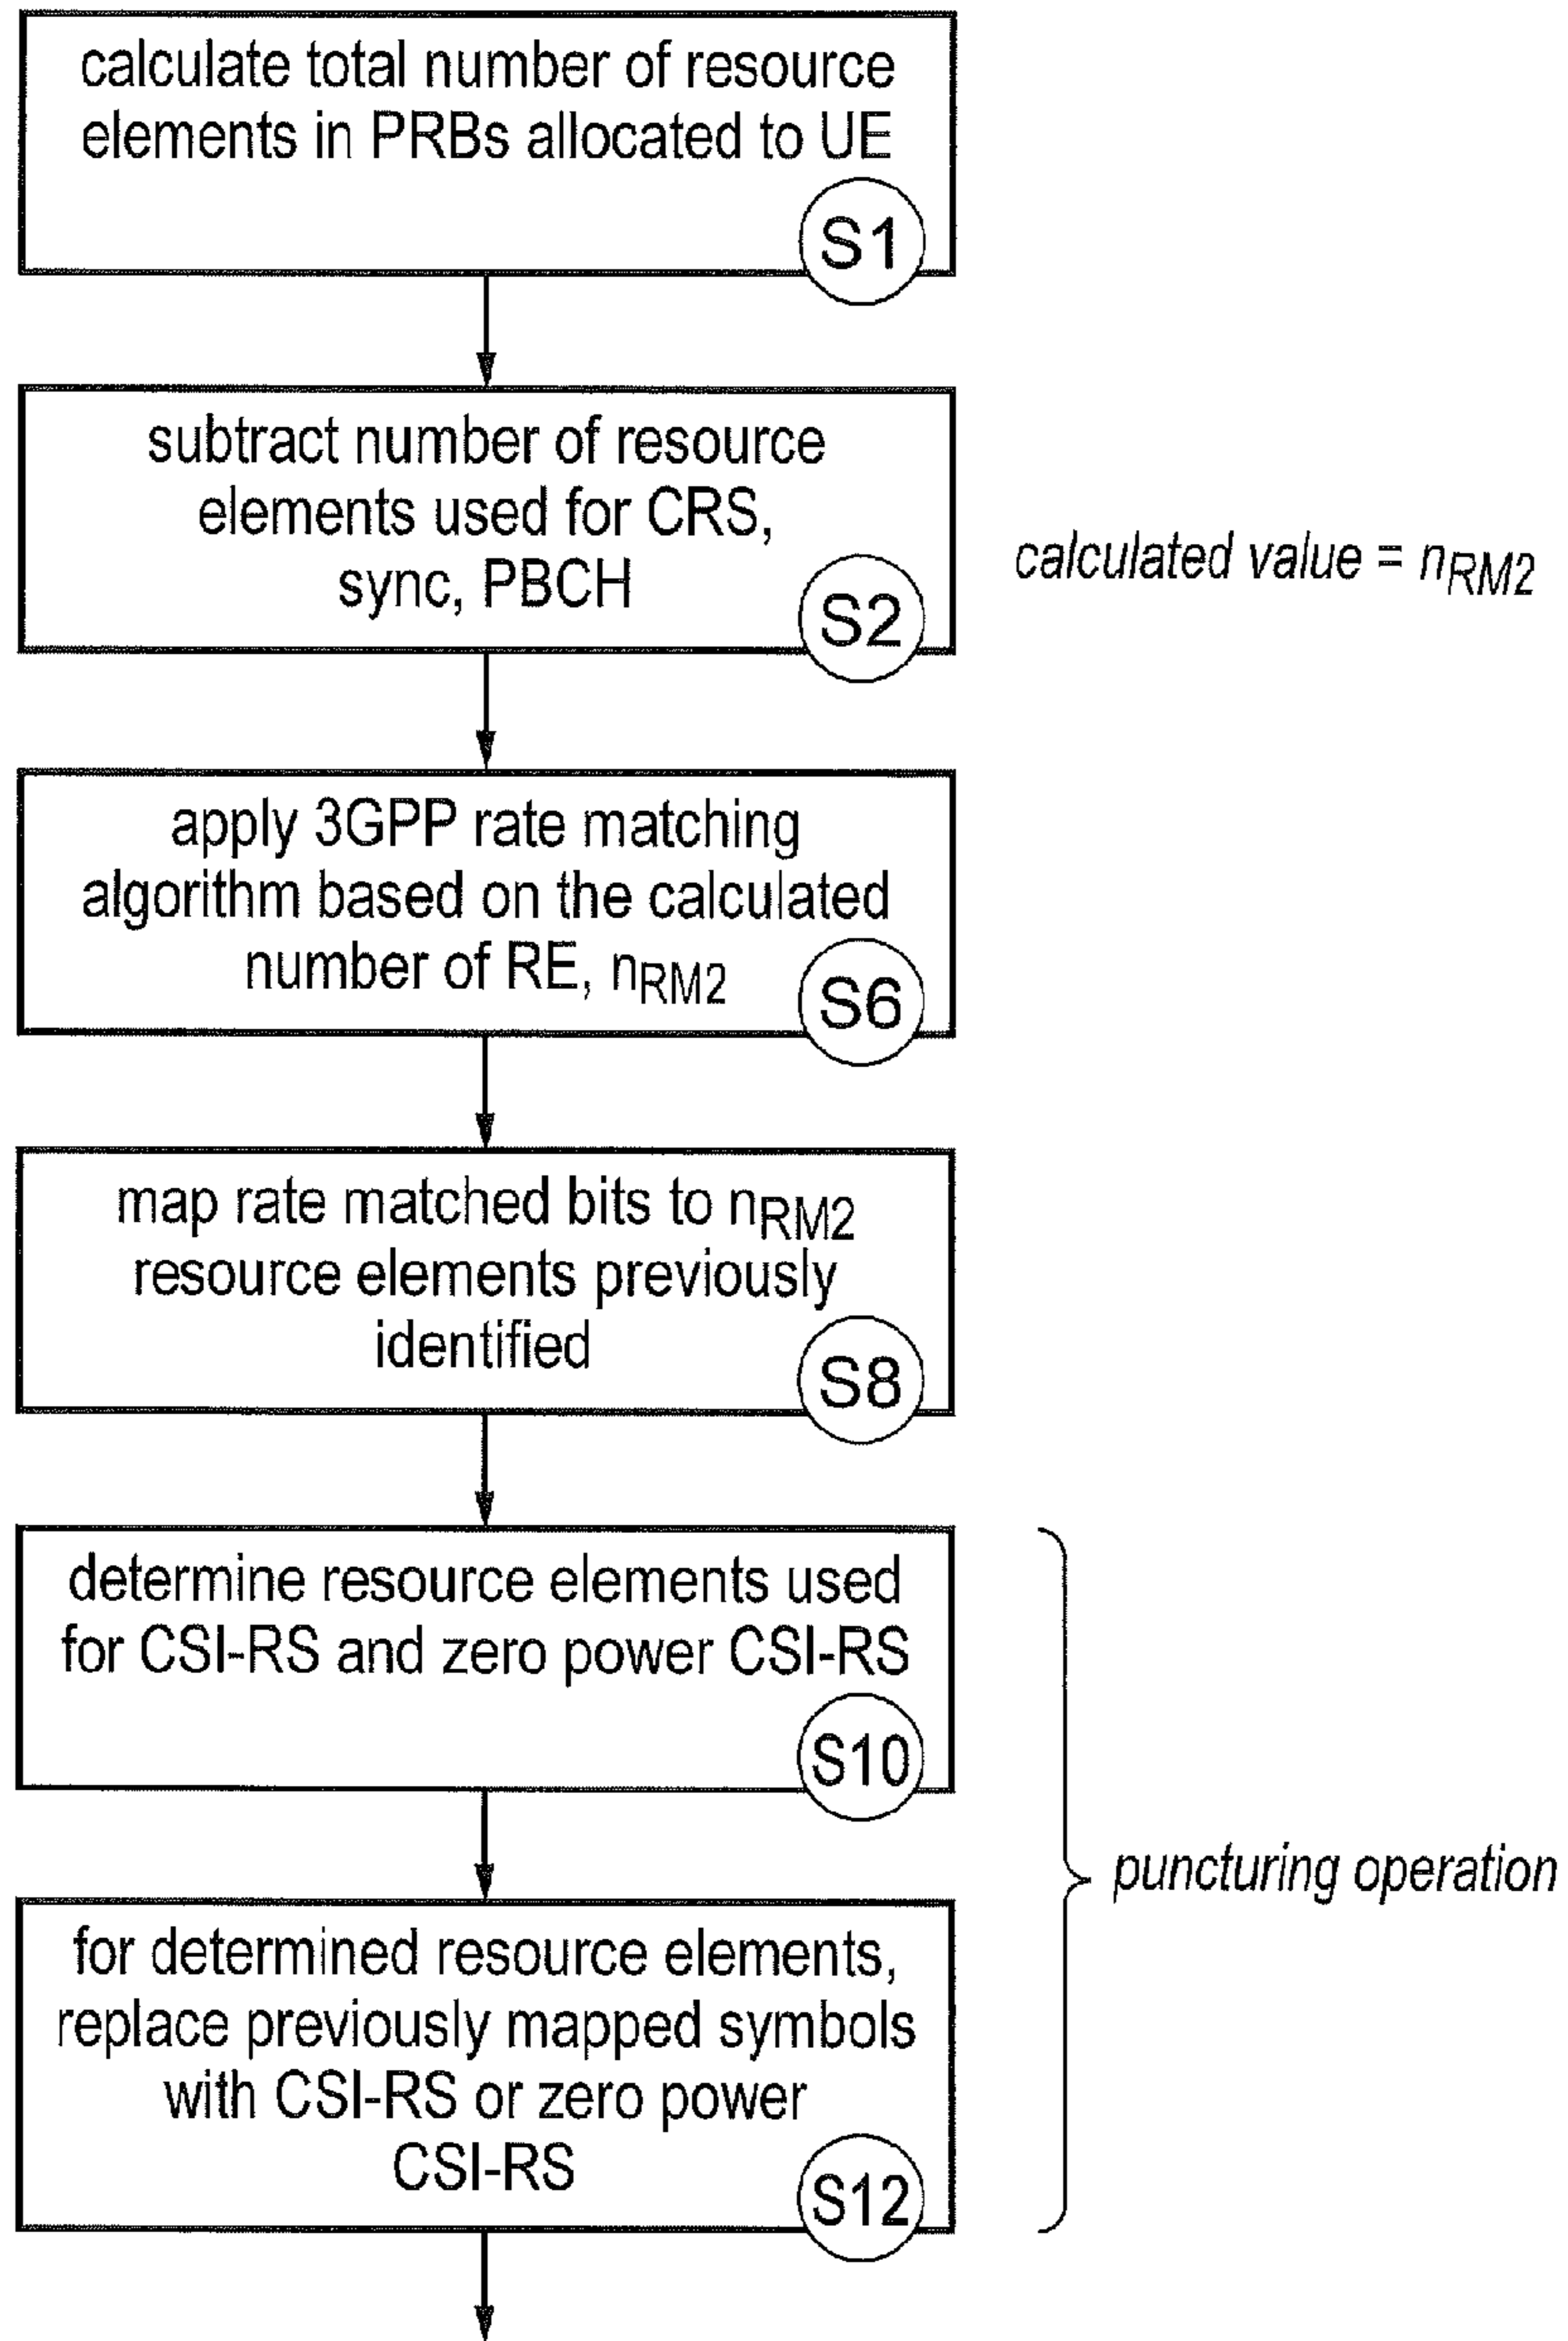 calculate total number of resource
elements in PRBs allocated to UE
S1
subtract number of resource
elements used for CRS,
sync, PBCH
S2
calculated value = nRM2
apply 3GPP rate matching
algorithm based on the calculated
number of RE, nRM2
S6
map rate matched bits to nRM2
resource elements previously
identified
S8
determine resource elements used
for CSI-RS and zero power CSI-RS
S10
puncturing operation
for determined resource elements,
replace previously mapped symbols
with CSI-RS or zero power
CSI-RS
S12